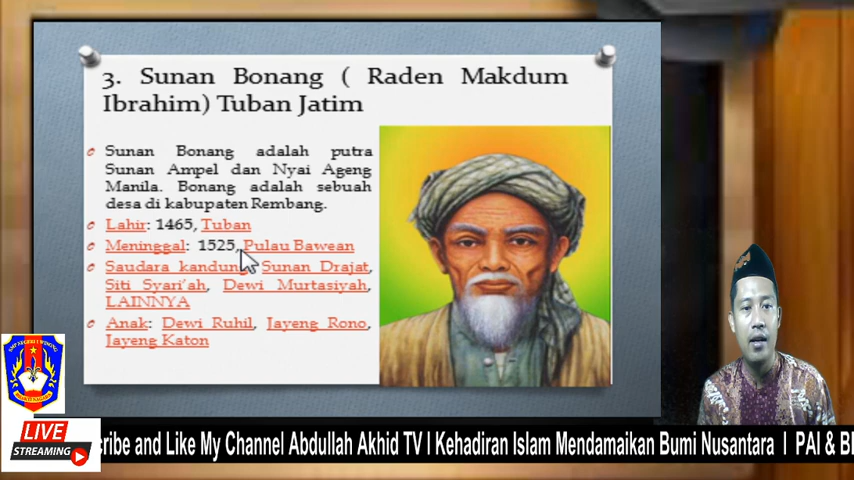 3. Sunan Bonang ( Raden Makdum
Ibrahim) Tuban Jatim
Sunan Bonang adalah putra
Sunan Ampel dan Nyai Ageng
Manila. Bonang adalah sebuah
desa di kabupaten Rembang.
Lahir: 1465, Tuban
Meninggal: 1525, Pulau Bawean
Saudara kandung: Sunan Drajat,
Siti Syari'ah, Dewi Murtasiyah,
LAINNYA
Anak: Dewi Ruhil, Jayeng Rono,
Jayeng Katon
LIVE
STREAMING
cribe and Like My Channel Abdullah Akhid TV I Kehadiran Islam Mendamaikan Bumi Nusantara I PAI & B